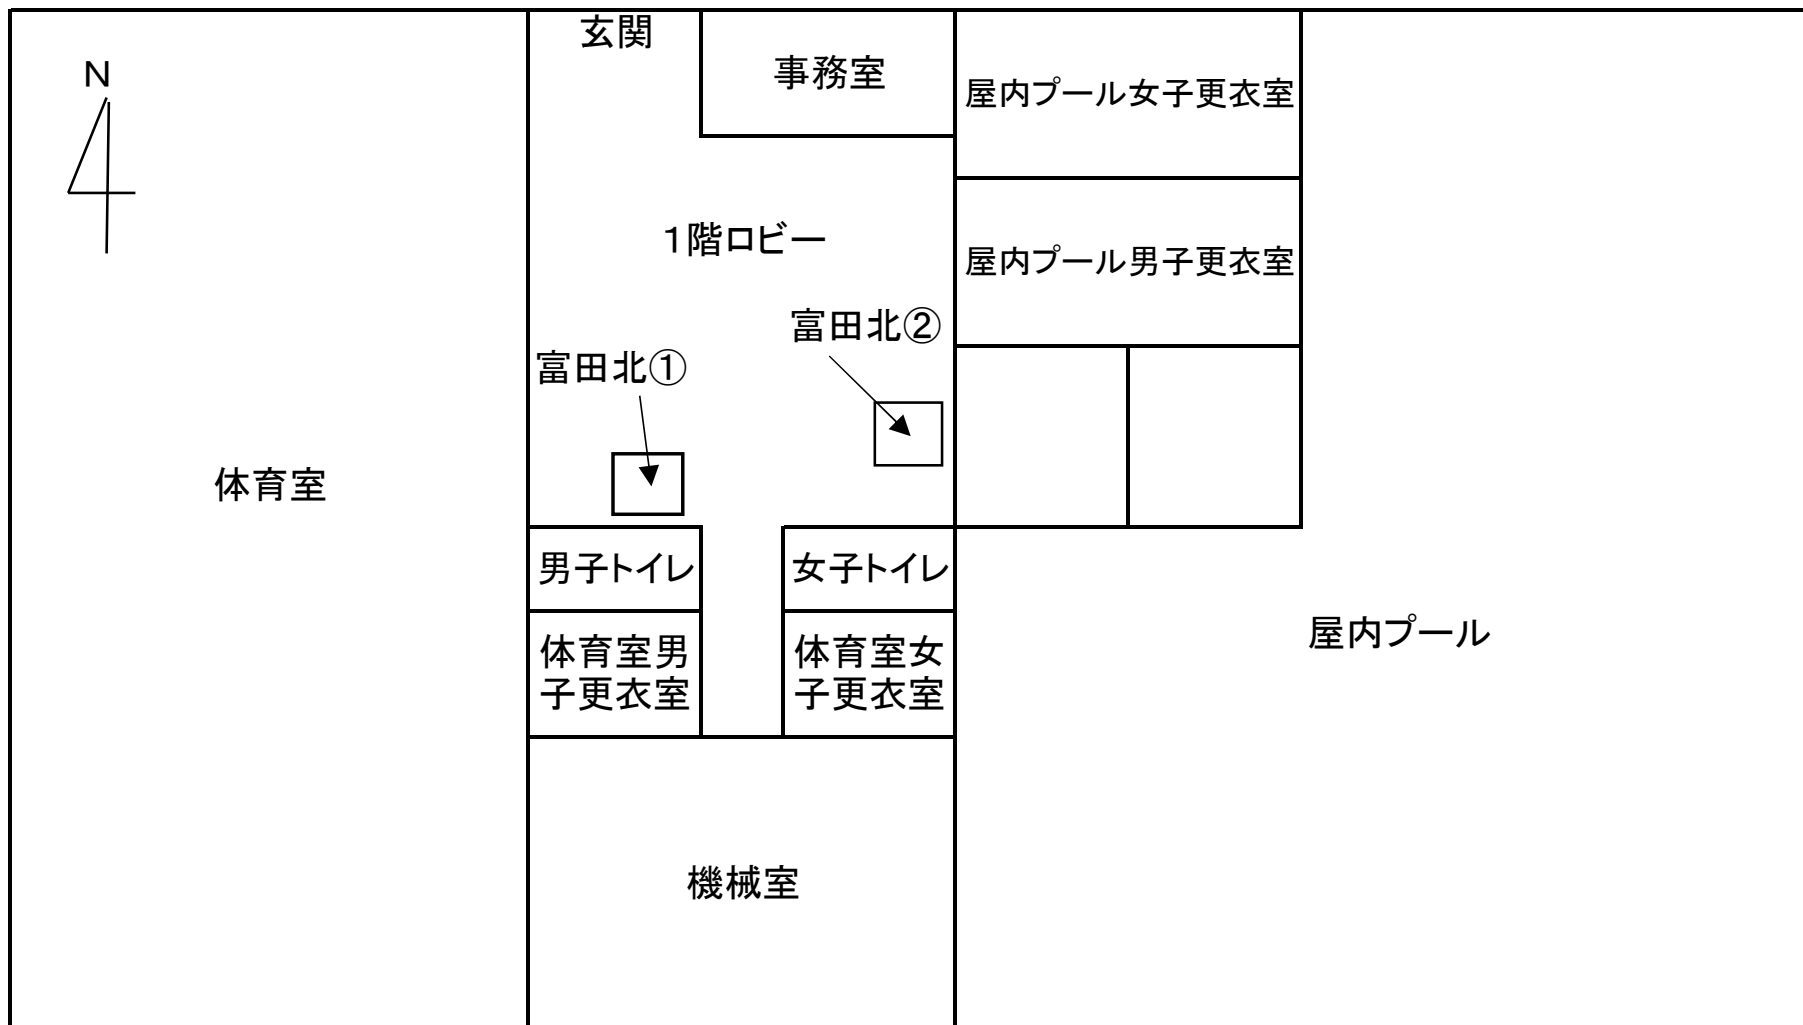 玄関
事務室
N
屋内プール女子更衣室
1階ロビー
屋内プール男子更衣室
富田北②
富田北①
体育室
男子トイレ
女子トイレ
体育室男
子更衣室
体育室女
子更衣室
屋内プール
機械室